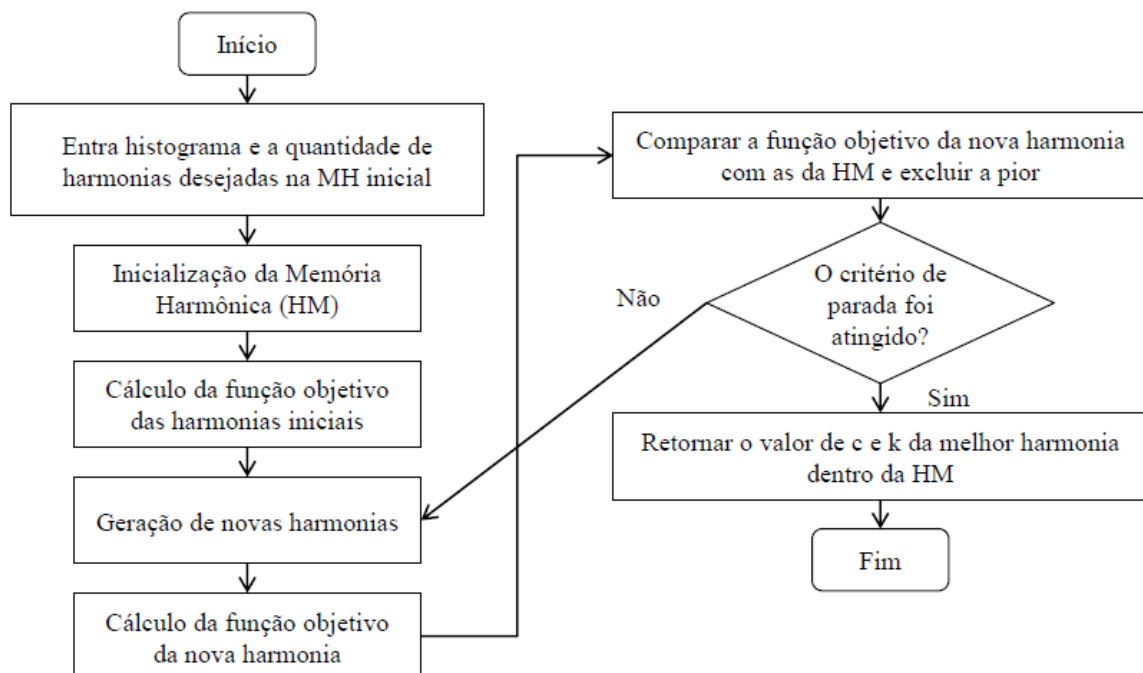 Início
Entra histograma e a quantidade de
harmonias desejadas na MH inicial
Inicialização da Memória
Harmônica (HM)
Cálculo da função objetivo
das harmonias iniciais
Geração de novas harmonias
Cálculo da função objetivo
da nova harmonia
Comparar a função objetivo da nova harmonia
com as da HM e excluir a pior
O critério de
parada foi
atingido?
Não
Sim
Retornar o valor de c e k da melhor harmonia
dentro da HM
Fim